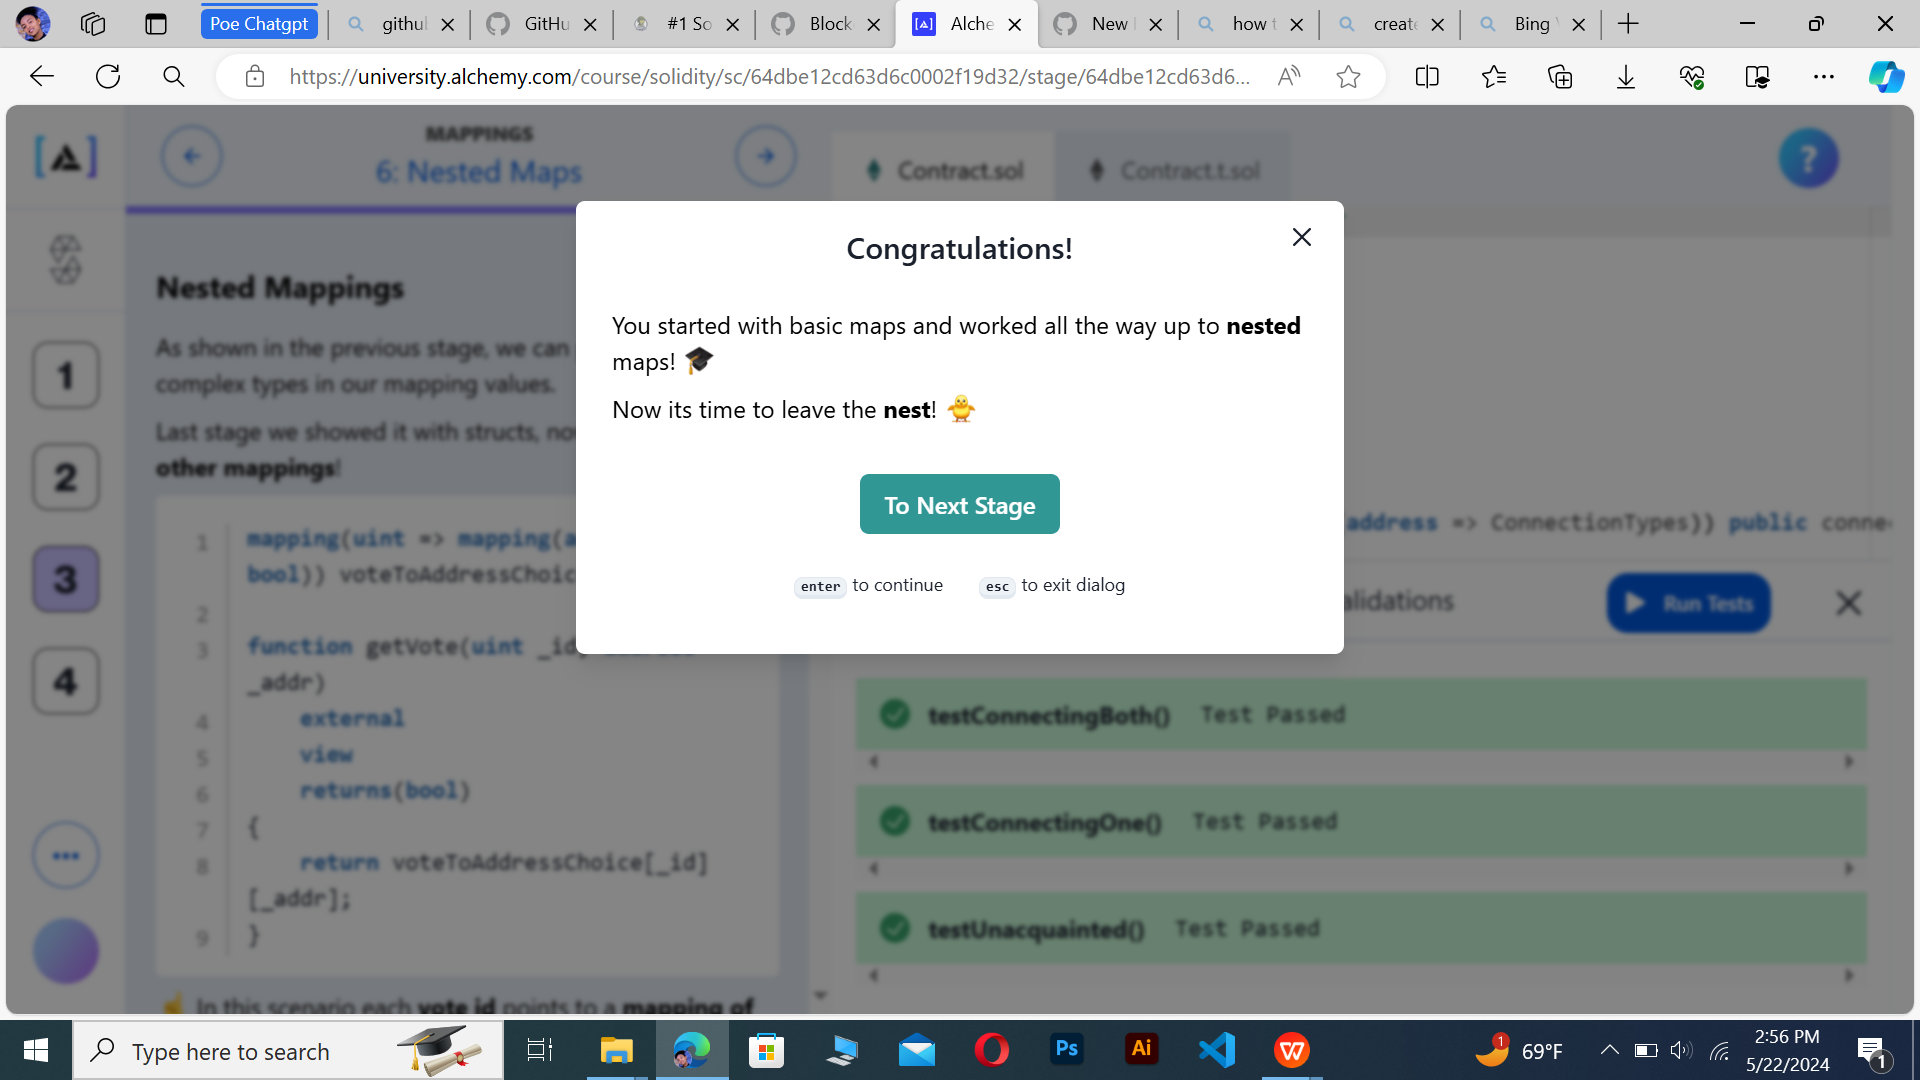 Poe Chatgpt
githu
GitHu
#1 So
Block
Alche
New
how t
create
Bing
https://university.alchemy.com/course/solidity/sc/64dbe12cd63d6c0002f19d32/stage/64dbe12cd63d6...
MAPPINGS
6: Nested Maps
Contract.sol
Contract.t.sol
?
Congratulations!
You started with basic maps and worked all the way up to nested
maps! 🎓
Now its time to leave the nest! 🐥
To Next Stage
enter to continue
esc to exit dialog
Nested Mappings
As shown in the previous stage, we can
complex types in our mapping values.
Last stage we showed it with structs, no
other mappings!
1
2
3
4
1 mapping(uint => mapping(a
bool)) voteToAddressChoic
2
3 function getVote(uint _id,
_addr)
4 external
5 view
6 returns(bool)
7 {
8 return voteToAddressChoice[_id]
[_addr];
9 }
☝ In this scenario each vote id points to a mapping of
address => ConnectionTypes)) public conne
alidations
Run Tests
testConnectingBoth() Test Passed
testConnectingOne() Test Passed
testUnacquainted() Test Passed
Type here to search
Ps
Ai
1
69°F
2:56 PM
5/22/2024
1